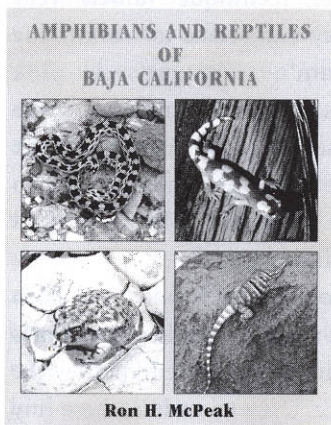 AMPHIBIANS AND REPTILES
OF
BAJA CALIFORNIA
Ron H. McPeak